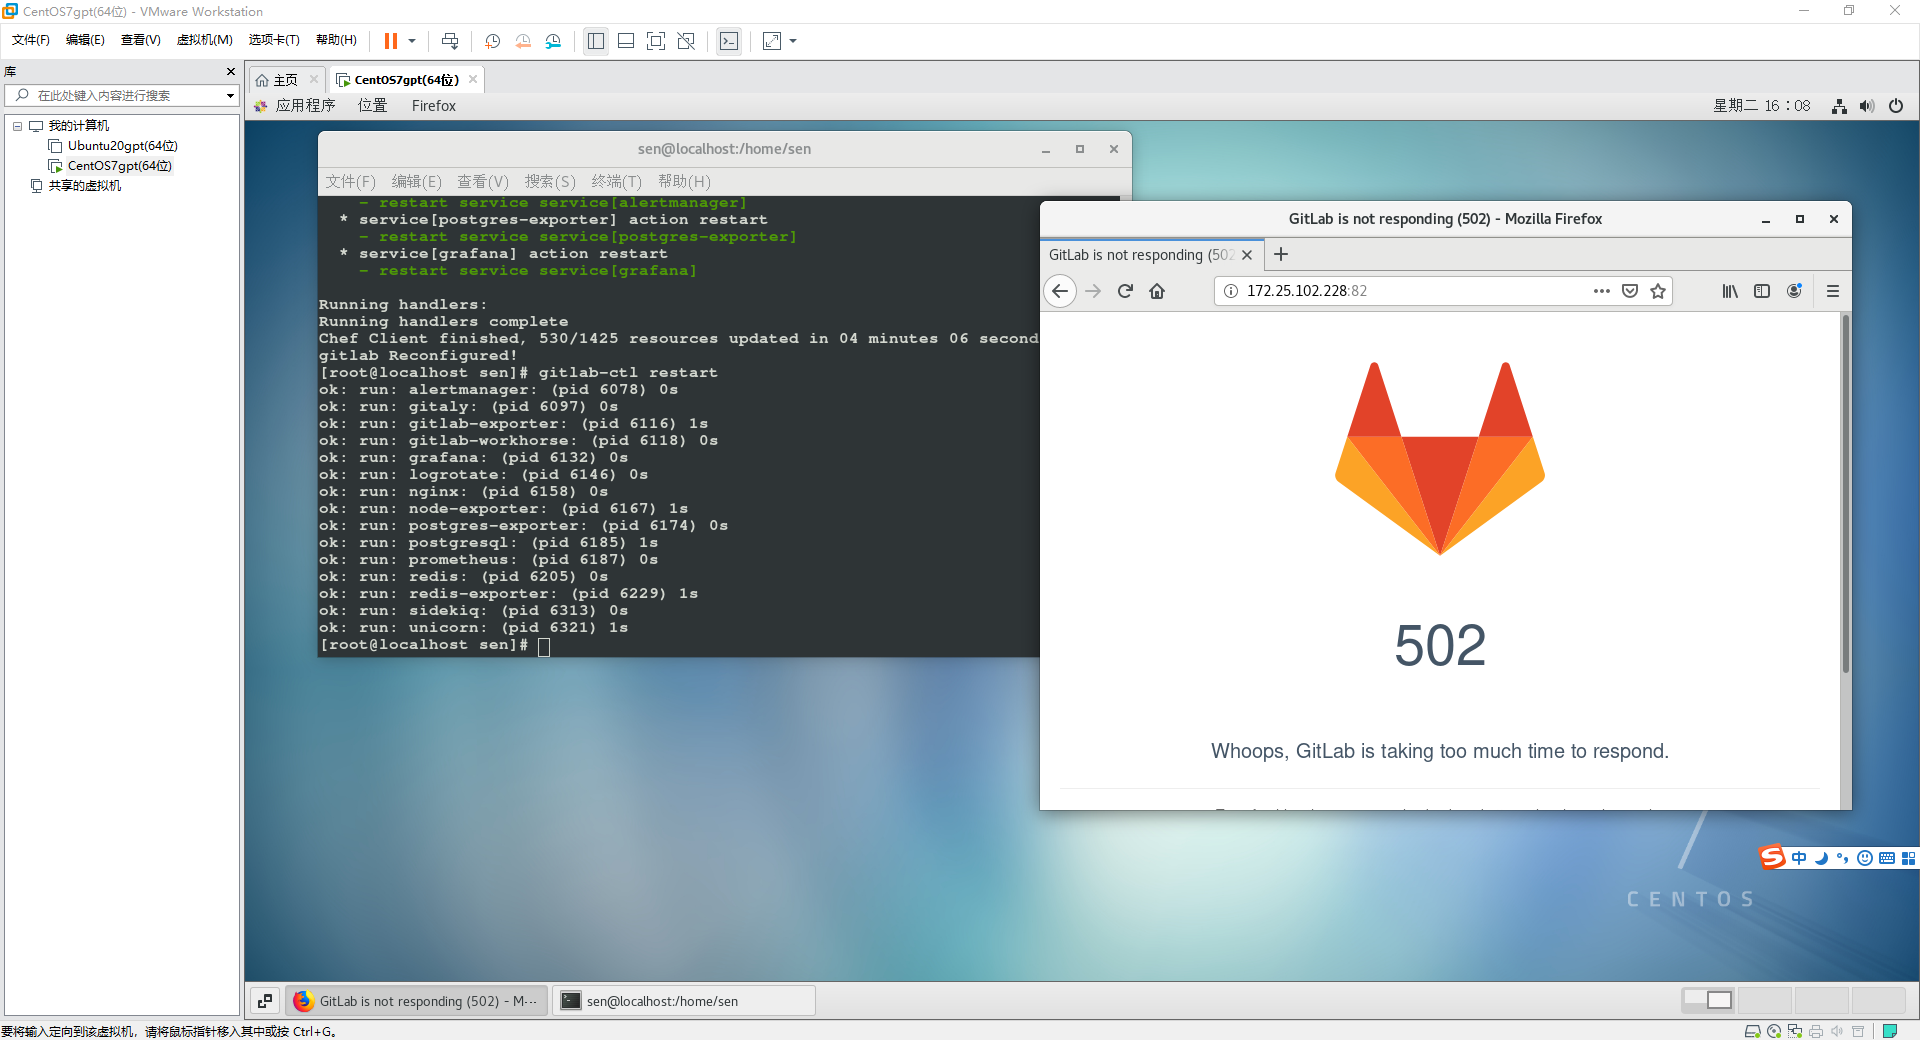 CentOS7gpt(64位) - VMware Workstation
文件(F) 编辑(E) 查看(V) 虚拟机(M) 选项卡(T) 帮助(H)
库
在此处键入内容进行搜索
我的计算机
Ubuntu20gpt(64位)
CentOS7gpt(64位)
共享的虚拟机
主页 CentOS7gpt(64位)
应用程序 位置 Firefox 星期二 16:08
sen@localhost:/home/sen
文件(F) 编辑(E) 查看(V) 搜索(S) 终端(T) 帮助(H)
- restart service service[alertmanager]
* service[postgres-exporter] action restart
- restart service service[postgres-exporter]
* service[grafana] action restart
- restart service service[grafana]
Running handlers:
Running handlers complete
Chef Client finished, 530/1425 resources updated in 04 minutes 06 second
gitlab Reconfigured!
[root@localhost sen]# gitlab-ctl restart
ok: run: alertmanager: (pid 6078) 0s
ok: run: gitaly: (pid 6097) 0s
ok: run: gitlab-exporter: (pid 6116) 1s
ok: run: gitlab-workhorse: (pid 6118) 0s
ok: run: grafana: (pid 6132) 0s
ok: run: logrotate: (pid 6146) 0s
ok: run: nginx: (pid 6158) 0s
ok: run: node-exporter: (pid 6167) 1s
ok: run: postgres-exporter: (pid 6174) 0s
ok: run: postgresql: (pid 6185) 1s
ok: run: prometheus: (pid 6187) 0s
ok: run: redis: (pid 6205) 0s
ok: run: redis-exporter: (pid 6229) 1s
ok: run: sidekiq: (pid 6313) 0s
ok: run: unicorn: (pid 6321) 1s
[root@localhost sen]#
GitLab is not responding (502) - Mozilla Firefox
GitLab is not responding (502
172.25.102.228:82
502
Whoops, GitLab is taking too much time to respond.
中
7
CENTOS
GitLab is not responding (502) - M···
sen@localhost:/home/sen
要将输入定向到该虚拟机，请将鼠标指针移入其中或按 Ctrl+G。